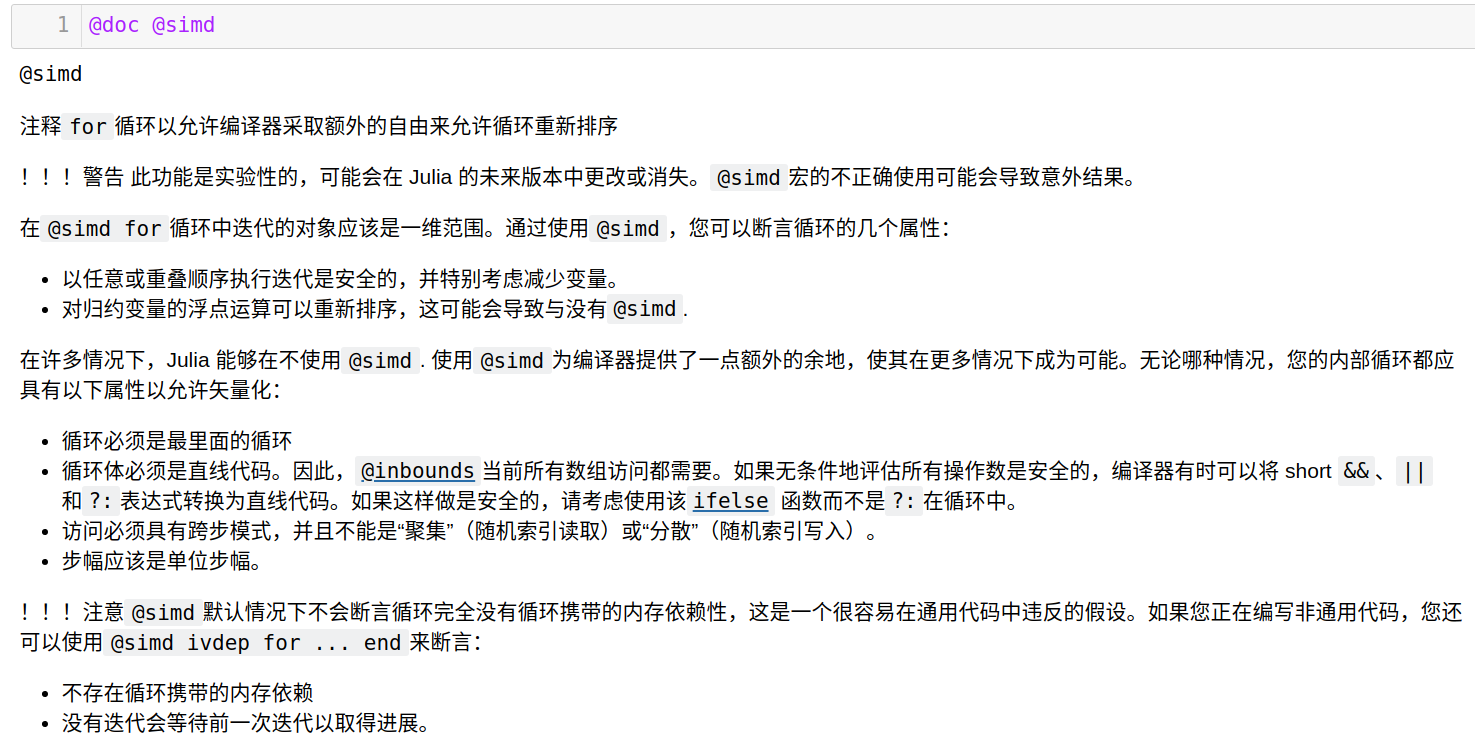 1 @doc @simd
@simd
注释 for 循环以允许编译器采取额外的自由来允许循环重新排序
！！！警告 此功能是实验性的，可能会在 Julia 的未来版本中更改或消失。 @simd 宏的不正确使用可能会导致意外结果。
在 @simd for 循环中迭代的对象应该是一维范围。通过使用 @simd ，您可以断言循环的几个属性：
• 以任意或重叠顺序执行迭代是安全的，并特别考虑减少变量。
• 对归约变量的浮点运算可以重新排序，这可能会导致与没有 @simd .
在许多情况下，Julia 能够在不使用 @simd . 使用 @simd 为编译器提供了一点额外的余地，使其在更多情况下成为可能。无论哪种情况，您的内部循环都应
具有以下属性以允许矢量化：
• 循环必须是最里面的循环
• 循环体必须是直线代码。因此， @inbounds 当前所有数组访问都需要。如果无条件地评估所有操作数是安全的，编译器有时可以将 short && 、 ||
和 ?: 表达式转换为直线代码。如果这样做是安全的，请考虑使用该 ifelse 函数而不是 ?: 在循环中。
• 访问必须具有跨步模式，并且不能是“聚集”（随机索引读取）或“分散”（随机索引写入）。
• 步幅应该是单位步幅。
！！！注意 @simd 默认情况下不会断言循环完全没有循环携带的内存依赖性，这是一个很容易在通用代码中违反的假设。如果您正在编写非通用代码，您还
可以使用 @simd ivdep for ... end 来断言：
• 不存在循环携带的内存依赖
• 没有迭代会等待前一次迭代以取得进展。